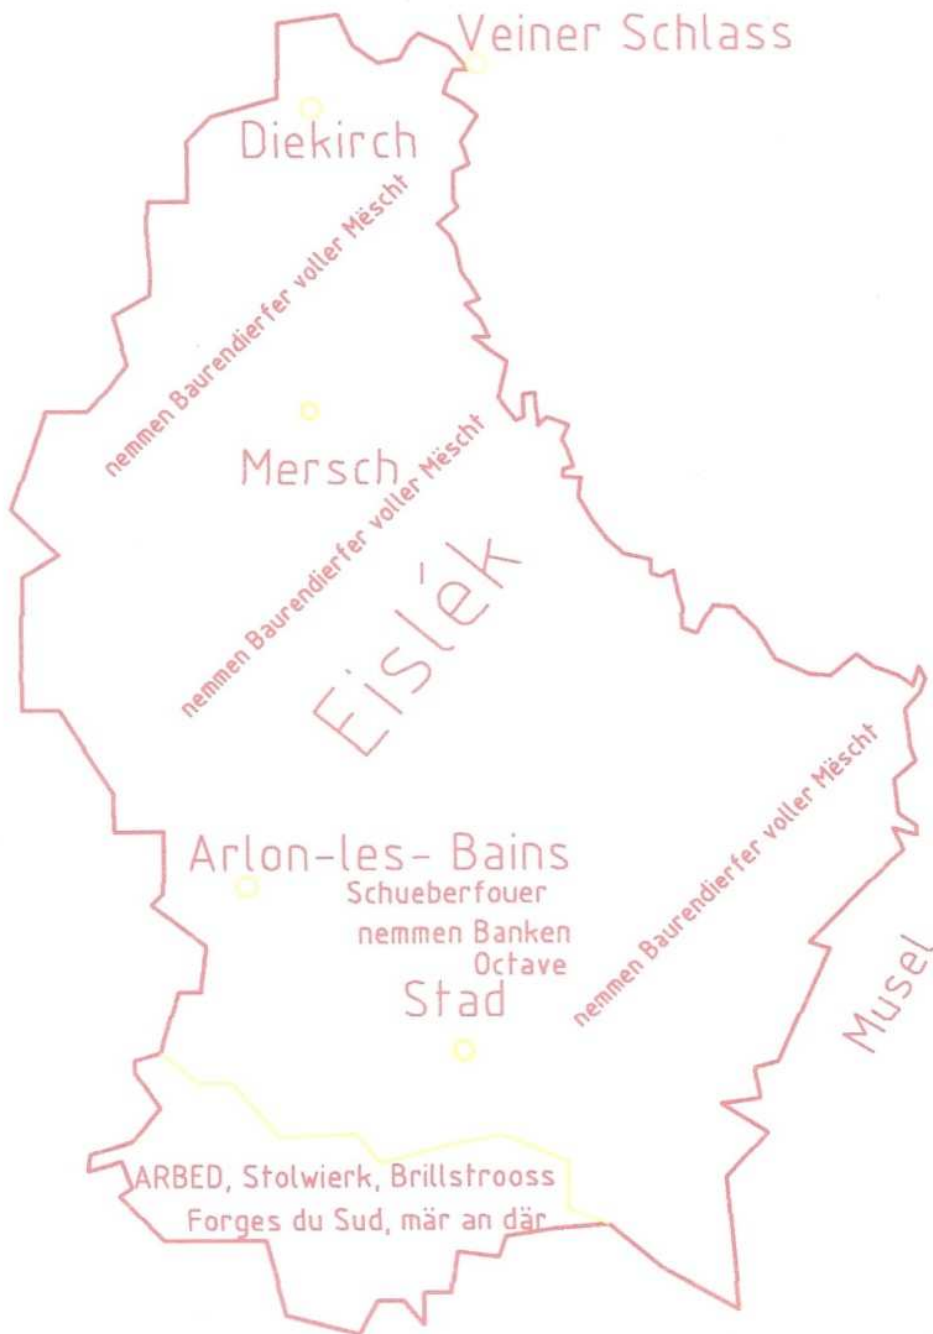 Veiner Schlass
Diekirch
nemmen Baurendierfer voller Mëscht
Mersch
nemmen Baurendierfer voller Mëscht
Eislék
nemmen Baurendierfer voller Mëscht
Arlon-les- Bains
Schueberfouer
nemmen Banken
Octave
Stad
Musel
ARBED, Stolwierk, Brillstrooss
Forges du Sud, mär an där